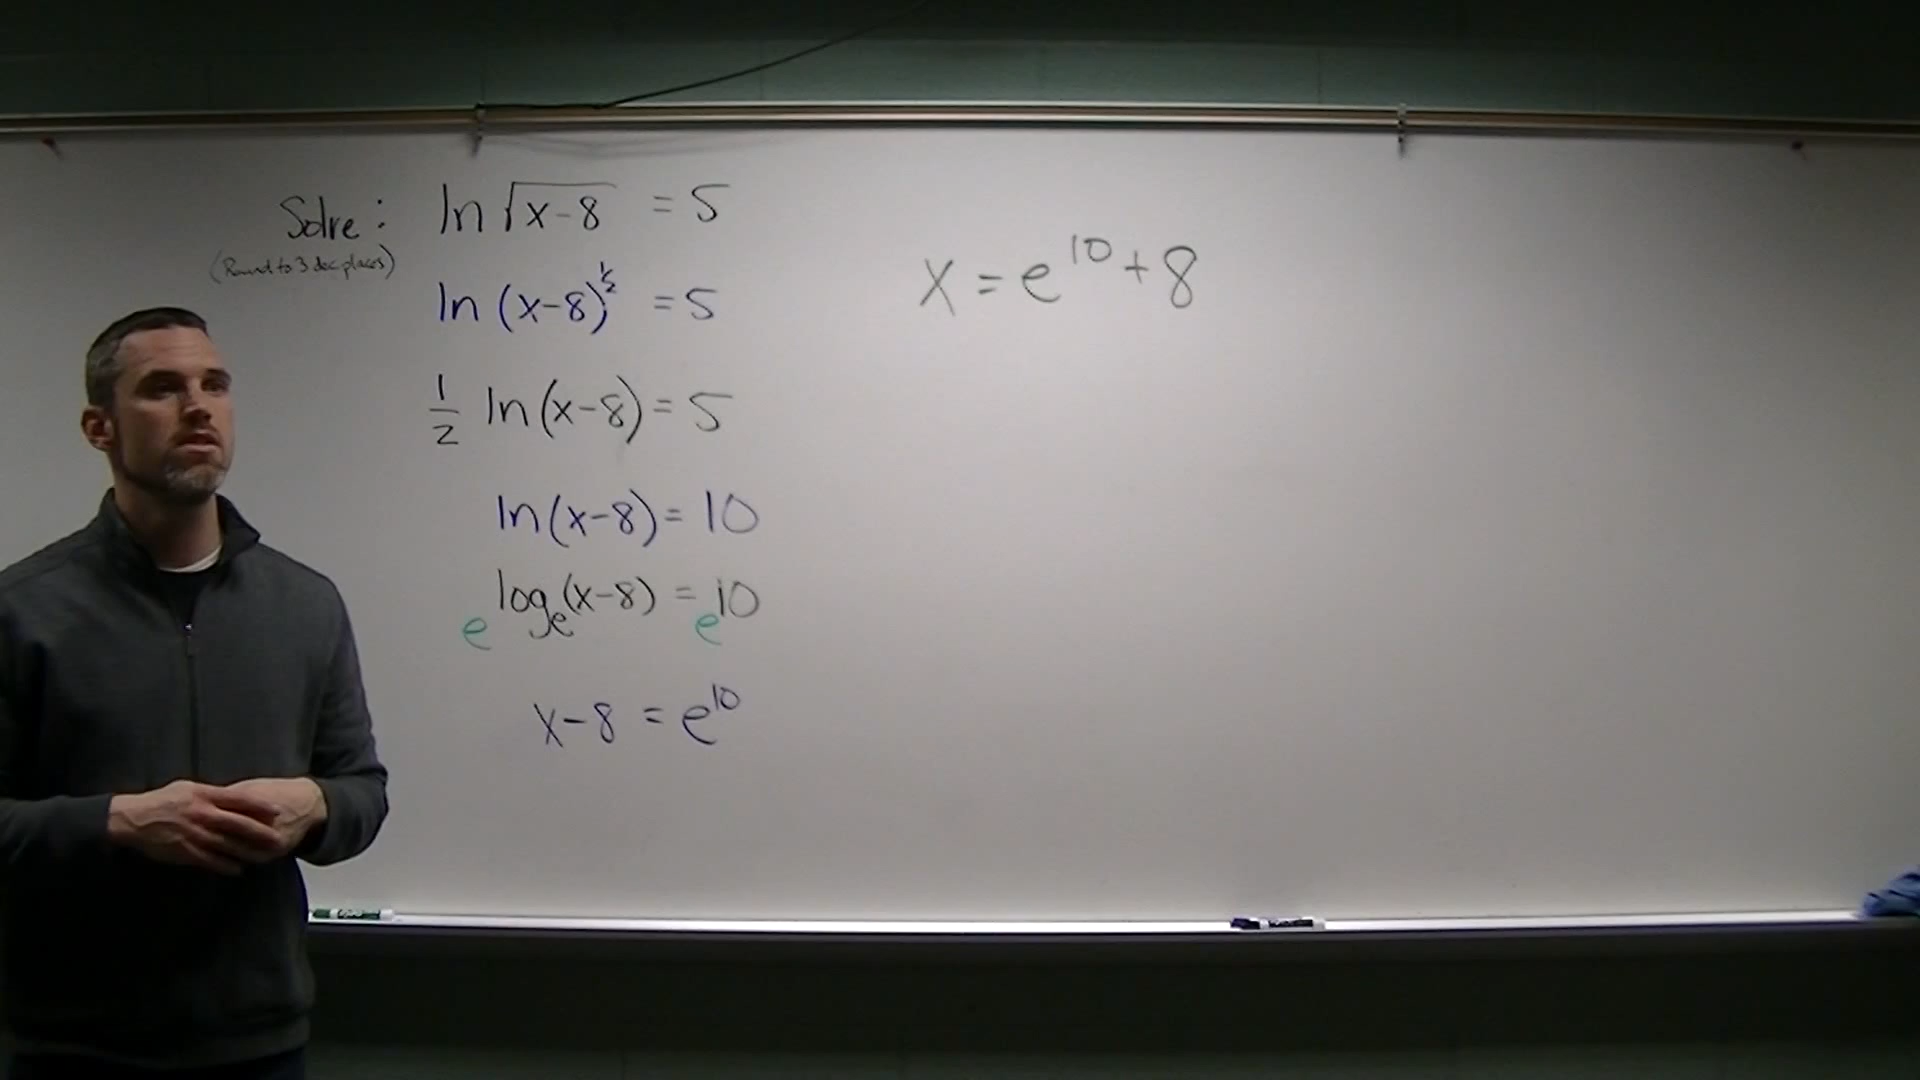 Solve: ln √x-8 = 5
(Round to 3 dec. places)
ln (x-8)^½ = 5
1/2 ln(x-8) = 5
ln(x-8) = 10
e^log_e(x-8) = e^10
x-8 = e^10
x = e^10 + 8